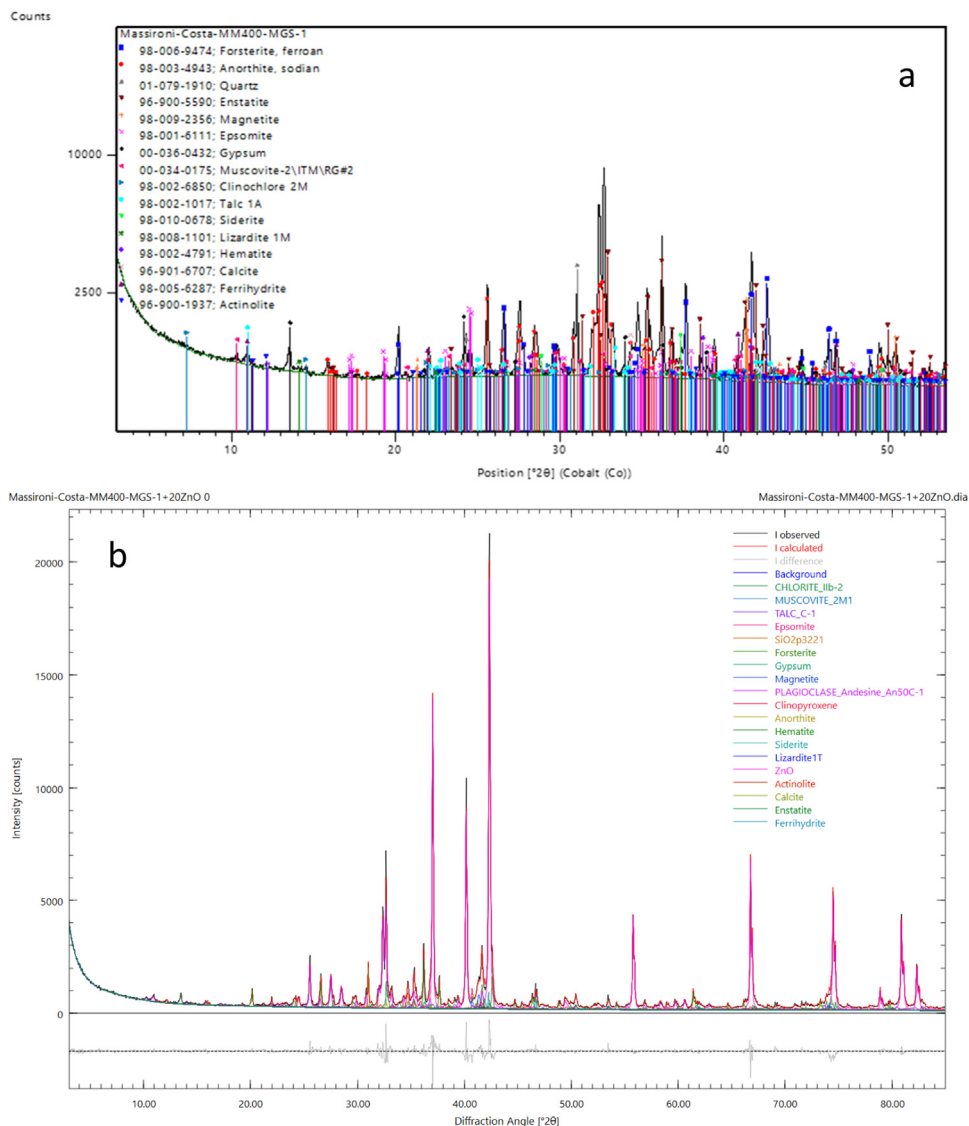 Counts
Massironi-Costa-MM400-MGS-1
98-006-9474; Forsterite, ferroan
98-003-4943; Anorthite, sodian
01-079-1910; Quartz
96-900-5590; Enstatite
98-009-2356; Magnetite
98-001-6111; Epsomite
00-036-0432; Gypsum
00-034-0175; Muscovite-2\ITM\RG#2
98-002-6850; Clinochlore 2M
98-002-1017; Talc 1A
98-010-0678; Siderite
98-008-1101; Lizardite 1M
98-002-4791; Hematite
96-901-6707; Calcite
98-005-6287; Ferrihydrite
96-900-1937; Actinolite
a
10000
2500
10 20 30 40 50
Position [°2θ] (Cobalt (Co))
Massironi-Costa-MM400-MGS-1+20ZnO 0
Massironi-Costa-MM400-MGS-1+20ZnO.dia
b
I observed
I calculated
I difference
Background
CHLORITE_IIb-2
MUSCOVITE_2M1
TALC_C-1
Epsomite
SiO2p3221
Forsterite
Gypsum
Magnetite
PLAGIOCLASE_Andesine_An50C-1
Clinopyroxene
Anorthite
Hematite
Siderite
Lizardite1T
ZnO
Actinolite
Calcite
Enstatite
Ferrihydrite
Intensity [counts]
20000
15000
10000
5000
0
10.00 20.00 30.00 40.00 50.00 60.00 70.00 80.00
Diffraction Angle [°2θ]